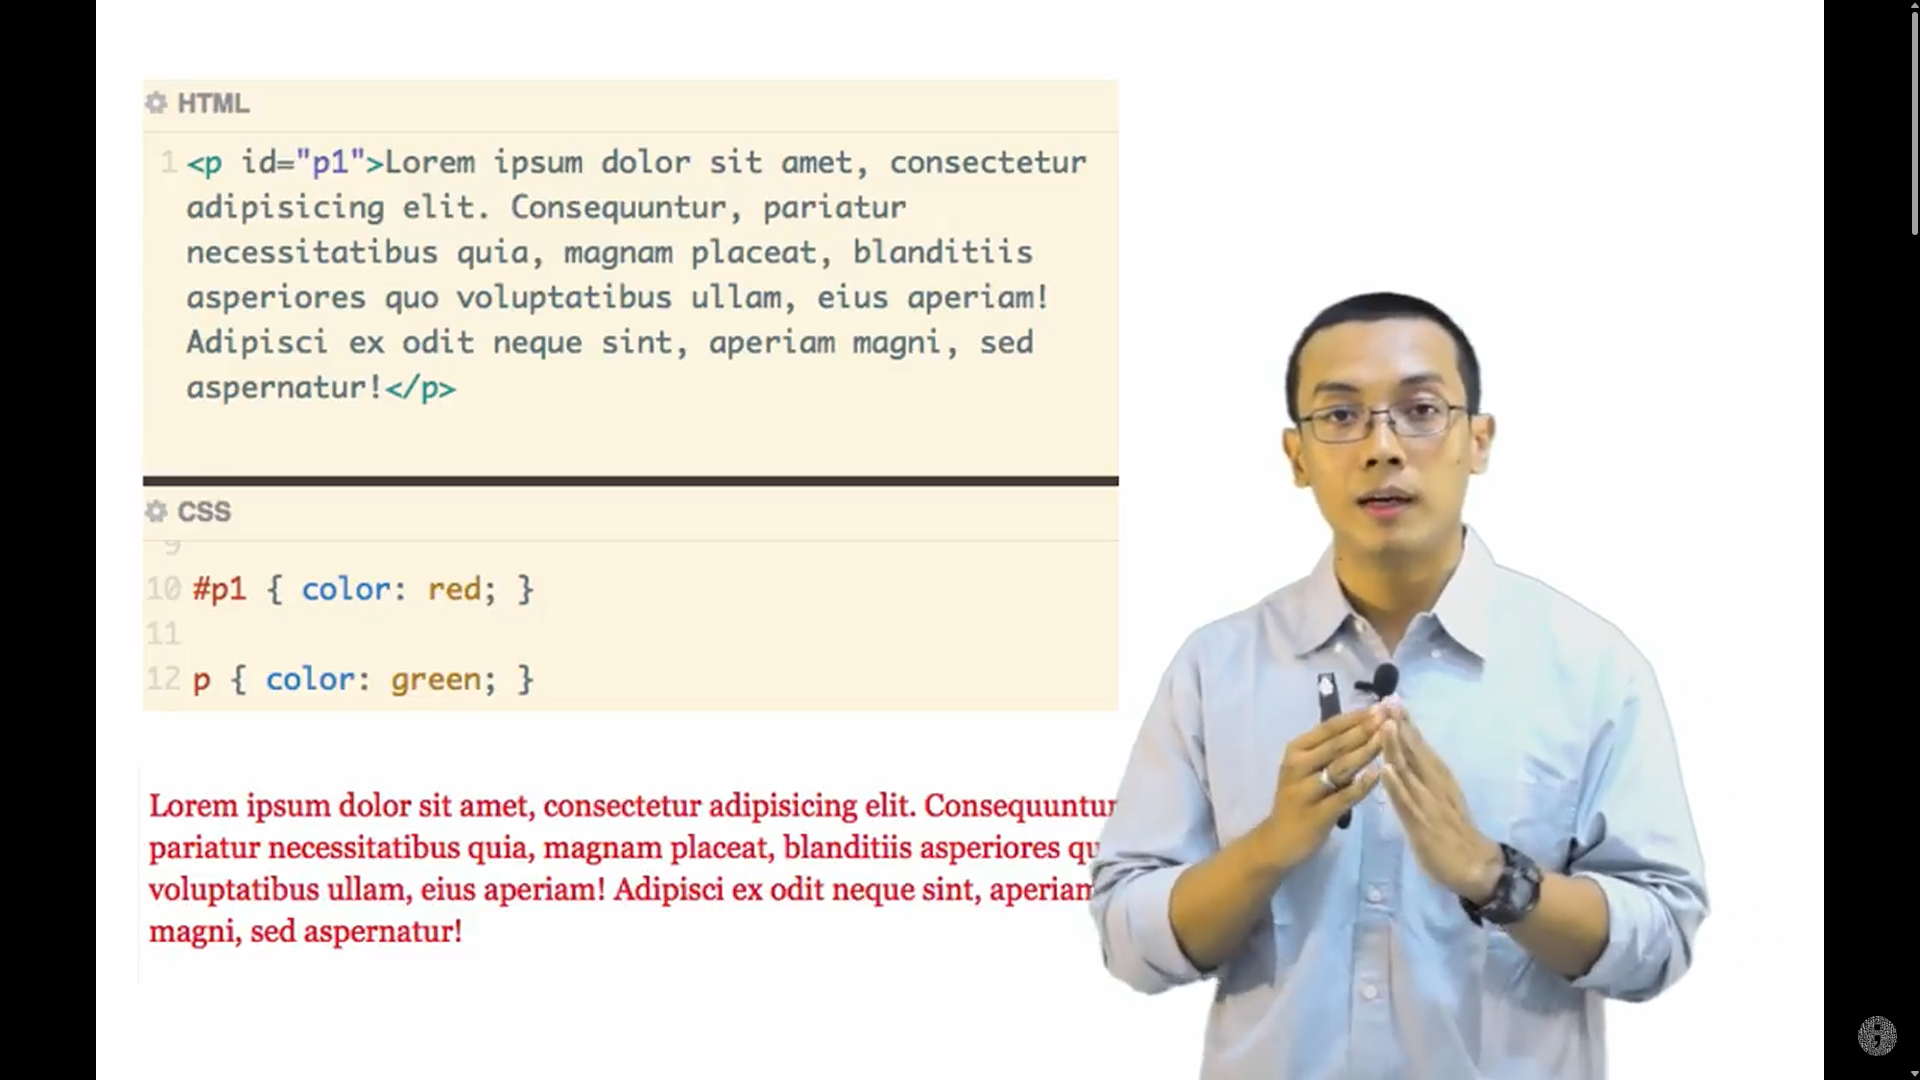 HTML
1 <p id="p1">Lorem ipsum dolor sit amet, consectetur
adipisicing elit. Consequuntur, pariatur
necessitatibus quia, magnam placeat, blanditiis
asperiores quo voluptatibus ullam, eius aperiam!
Adipisci ex odit neque sint, aperiam magni, sed
aspernatur!</p>
CSS
9
10 #p1 { color: red; }
11
12 p { color: green; }
Lorem ipsum dolor sit amet, consectetur adipisicing elit. Consequuntur
pariatur necessitatibus quia, magnam placeat, blanditiis asperiores qu
voluptatibus ullam, eius aperiam! Adipisci ex odit neque sint, aperiam
magni, sed aspernatur!